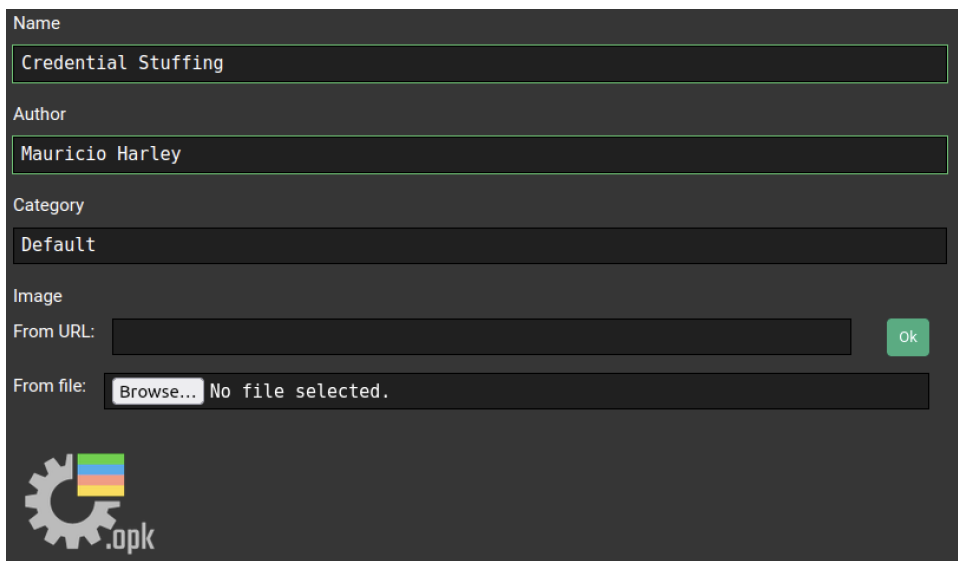 Name
Credential Stuffing
Author
Mauricio Harley
Category
Default
Image
From URL:
Ok
From file:
Browse... No file selected.
.opk